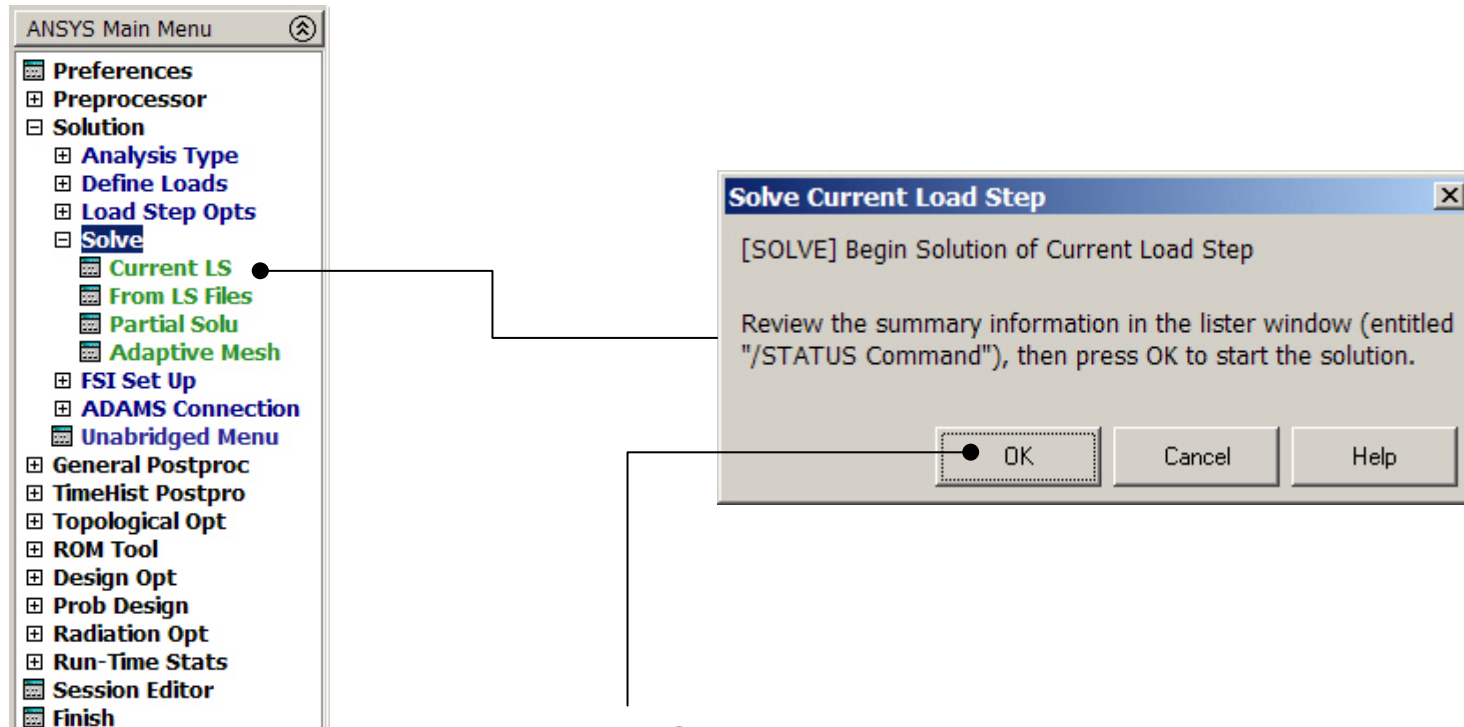 ANSYS Main Menu
Preferences
Preprocessor
Solution
Analysis Type
Define Loads
Load Step Opts
Solve
Current LS
From LS Files
Partial Solu
Adaptive Mesh
FSI Set Up
ADAMS Connection
Unabridged Menu
General Postproc
TimeHist Postpro
Topological Opt
ROM Tool
Design Opt
Prob Design
Radiation Opt
Run-Time Stats
Session Editor
Finish
Solve Current Load Step
[SOLVE] Begin Solution of Current Load Step
Review the summary information in the lister window (entitled
"/STATUS Command"), then press OK to start the solution.
OK
Cancel
Help